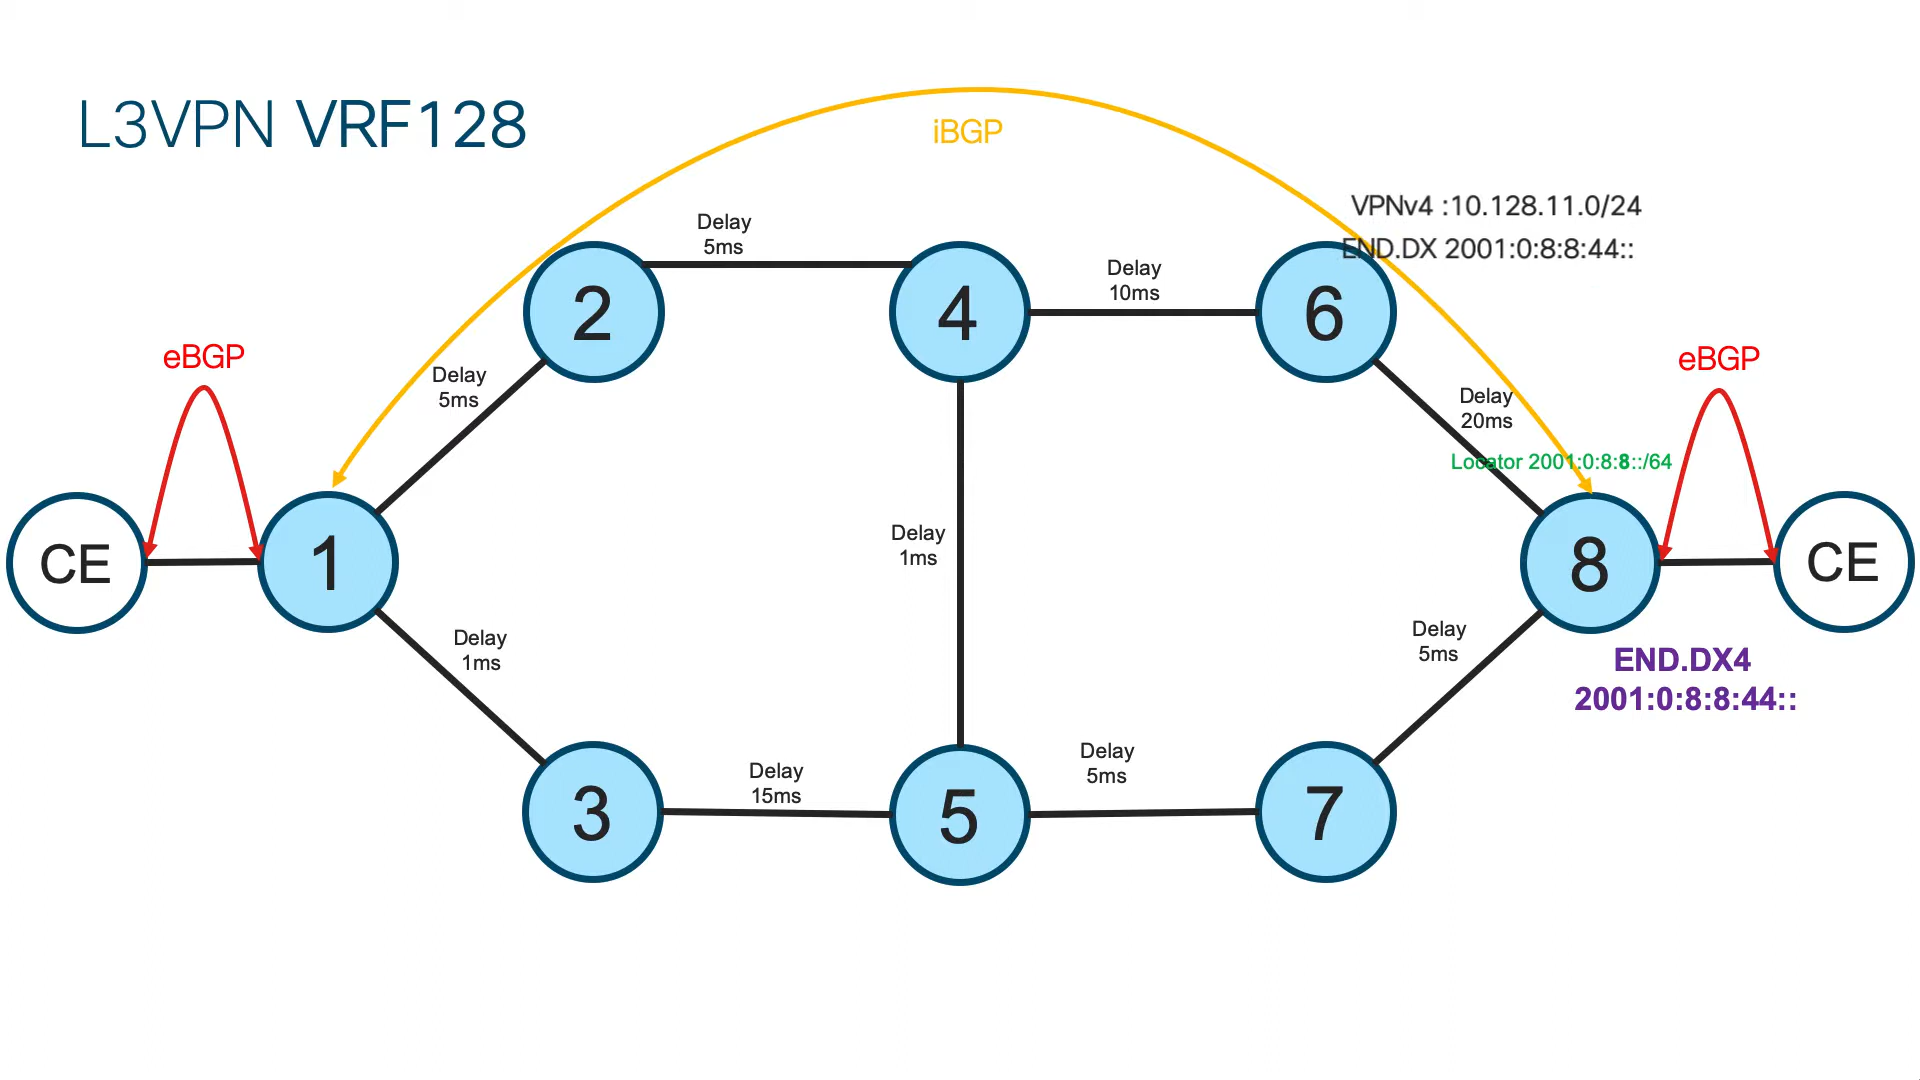 L3VPN VRF128
iBGP
VPNv4 :10.128.11.0/24
END.DX 2001:0:8:8:44::
Delay
5ms
2
4
Delay
10ms
6
eBGP
Delay
5ms
Delay
20ms
eBGP
Locator 2001:0:8:8::/64
CE
1
Delay
1ms
8
CE
Delay
1ms
Delay
5ms
END.DX4
2001:0:8:8:44::
3
Delay
15ms
5
Delay
5ms
7